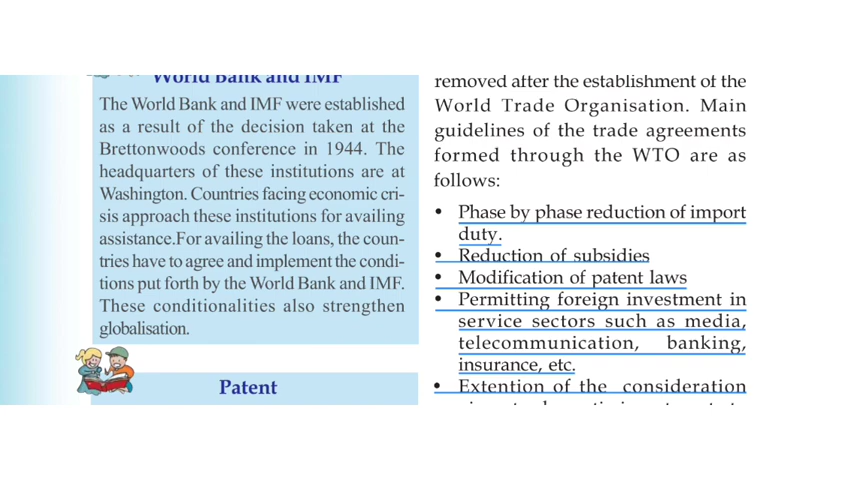 World Bank and IMF
The World Bank and IMF were established
as a result of the decision taken at the
Brettonwoods conference in 1944. The
headquarters of these institutions are at
Washington. Countries facing economic cri-
sis approach these institutions for availing
assistance.For availing the loans, the coun-
tries have to agree and implement the condi-
tions put forth by the World Bank and IMF.
These conditionalities also strengthen
globalisation.
Patent
removed after the establishment of the
World Trade Organisation. Main
guidelines of the trade agreements
formed through the WTO are as
follows:
• Phase by phase reduction of import
duty.
• Reduction of subsidies
• Modification of patent laws
• Permitting foreign investment in
service sectors such as media,
telecommunication, banking,
insurance, etc.
• Extention of the consideration